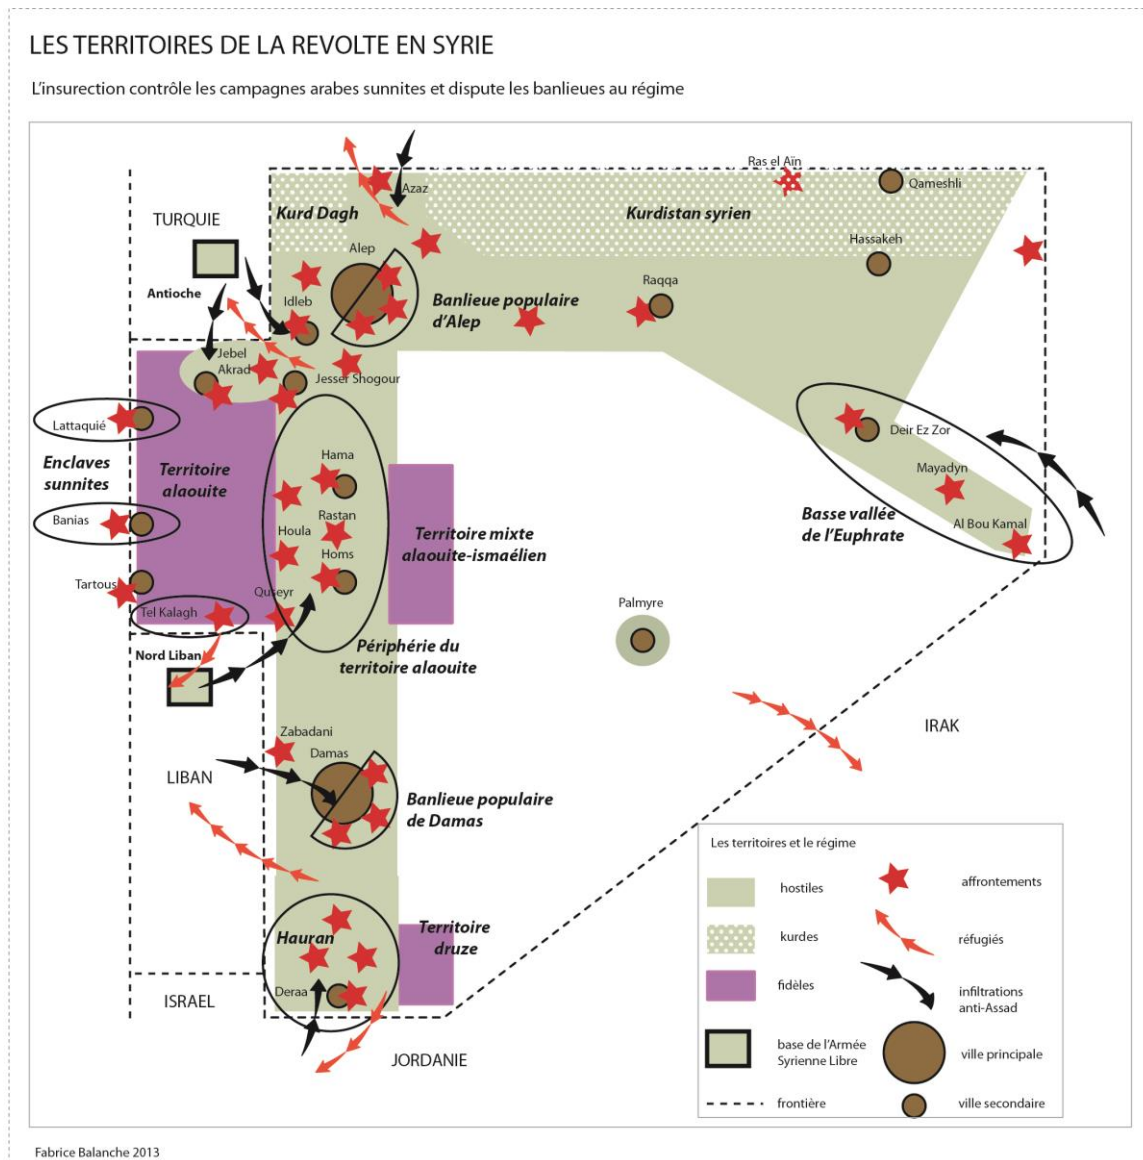 LES TERRITOIRES DE LA REVOLTE EN SYRIE
L'insurection contrôle les campagnes arabes sunnites et dispute les banlieues au régime
Ras el Aïn
Azaz
Qameshli
Kurd Dagh
Kurdistan syrien
TURQUIE
Alep
Hassakeh
Antioche
Idleb
Banlieue populaire
d'Alep
Raqqa
Jebel
Akrad
Jesser Shogour
Lattaquié
Deir Ez Zor
Enclaves
sunnites
Territoire
alaouite
Hama
Mayadyn
Banias
Rastan
Houla
Homs
Territoire mixte
alaouite-ismaélien
Basse vallée
de l'Euphrate
Al Bou Kamal
Tartous
Quseyr
Tel Kalagh
Palmyre
Nord Liban
Périphérie du
territoire alaouite
IRAK
Zabadani
Damas
LIBAN
Banlieue populaire
de Damas
Hauran
Territoire
druze
Deraa
ISRAEL
JORDANIE
Les territoires et le régime
hostiles
affrontements
kurdes
réfugiés
fidèles
infiltrations
anti-Assad
base de l'Armée
Syrienne Libre
ville principale
frontière
ville secondaire
Fabrice Balanche 2013